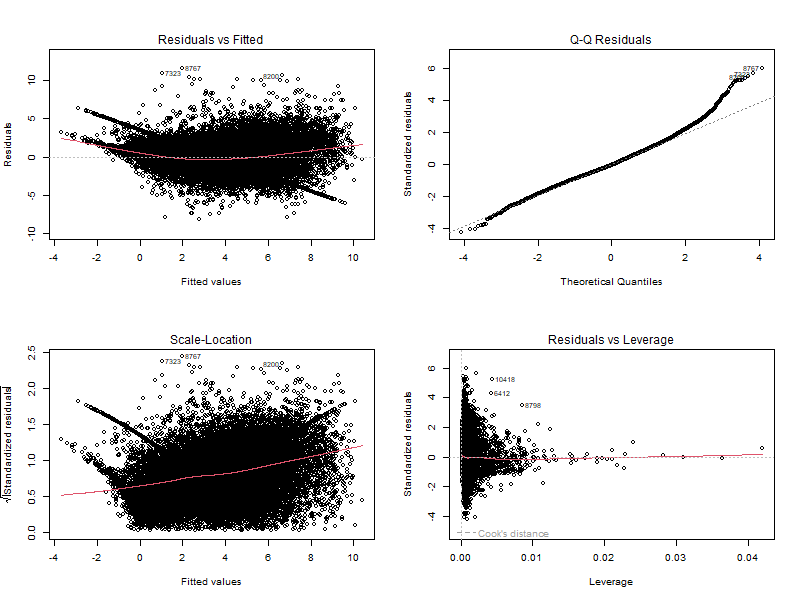 Residuals vs Fitted
Residuals
10
5
0
-5
-10
7323
8767
8200
-4 -2 0 2 4 6 8 10
Fitted values
Q-Q Residuals
Standardized residuals
6
4
2
0
-2
-4
8767
-4 -2 0 2 4
Theoretical Quantiles
Scale-Location
√|Standardized residuals|
2.5
2.0
1.5
1.0
0.5
0.0
7323
8767
8200
-4 -2 0 2 4 6 8 10
Fitted values
Residuals vs Leverage
Standardized residuals
6
4
2
0
-2
-4
10418
6412
8798
Cook's distance
0.00 0.01 0.02 0.03 0.04
Leverage